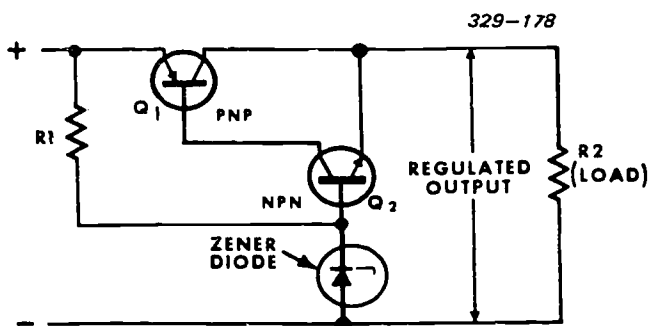 329-178
+
Q1
PNP
R1
NPN
Q2
REGULATED
OUTPUT
R2
(LOAD)
ZENER
DIODE
−